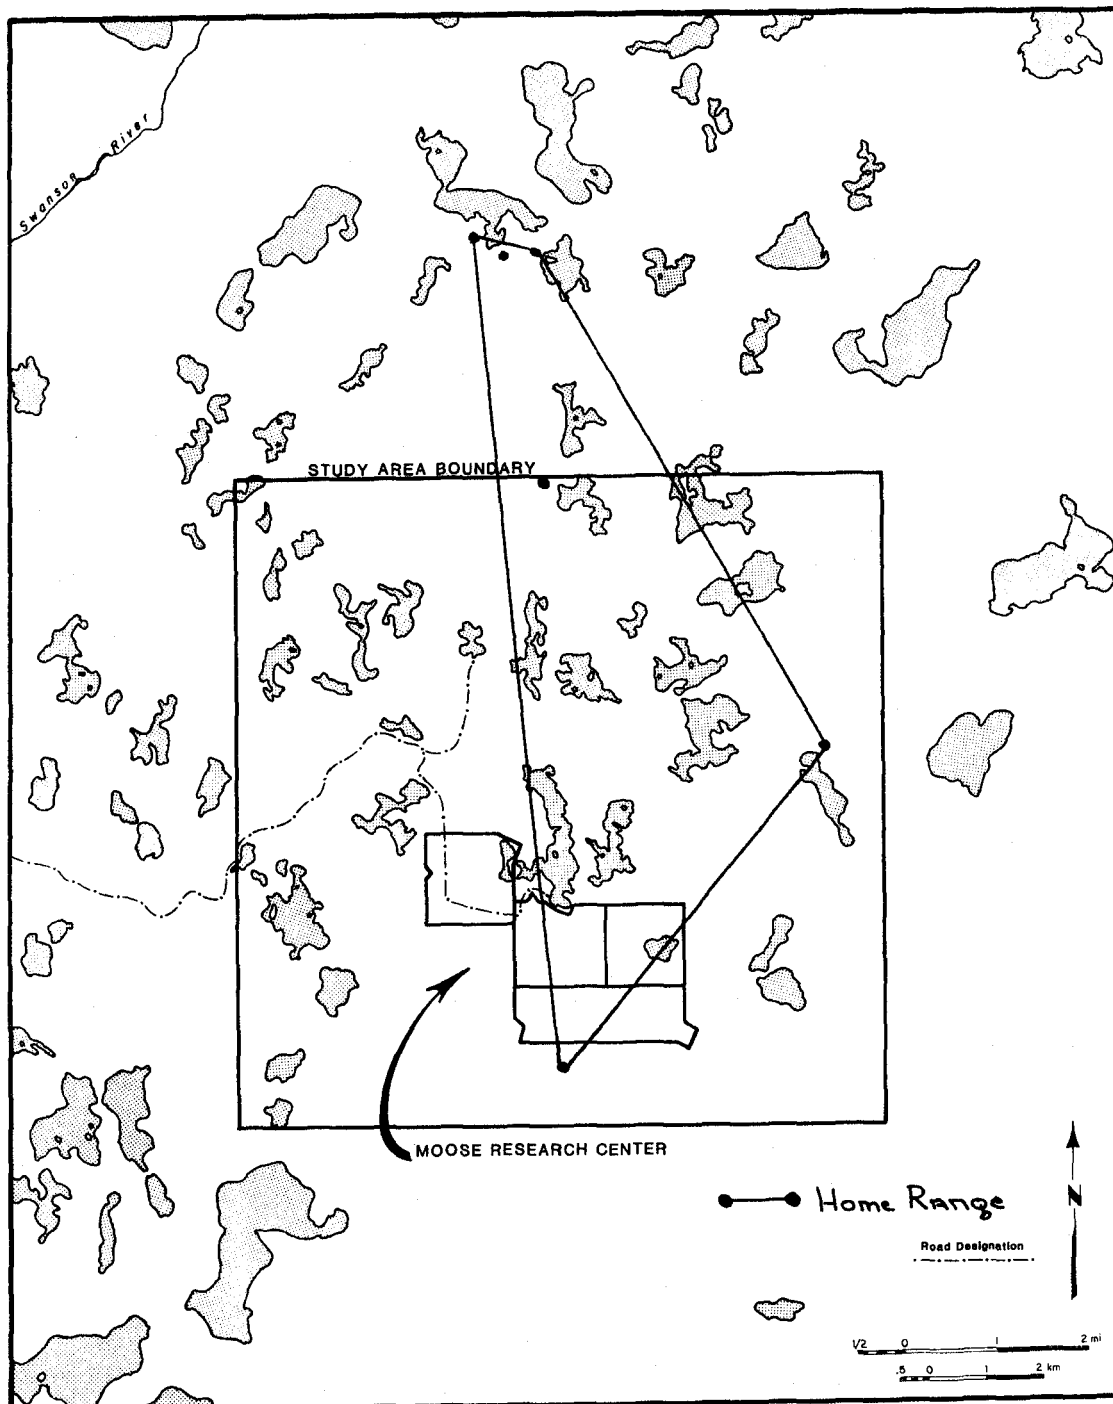 Swanson River
STUDY AREA BOUNDARY
MOOSE RESEARCH CENTER
Home Range
N
Road Designation
1/2 0 1 2 mi
.5 0 1 2 km